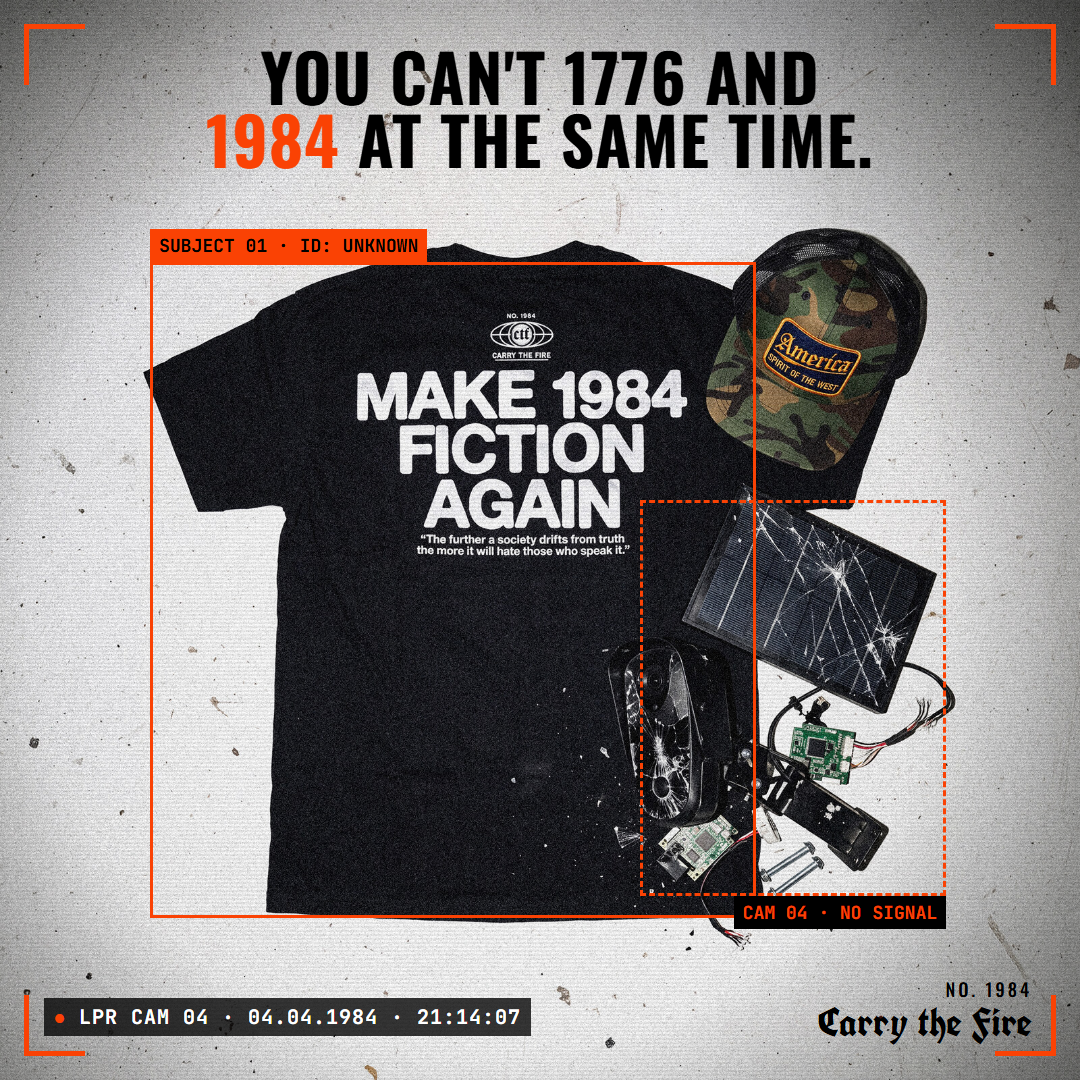 YOU CAN'T 1776 AND
1984 AT THE SAME TIME.
SUBJECT 01 · ID: UNKNOWN
NO. 1984
ctf
CARRY THE FIRE
MAKE 1984
FICTION
AGAIN
“The further a society drifts from truth
the more it will hate those who speak it.”
America
SPIRIT OF THE WEST
CAM 04 · NO SIGNAL
LPR CAM 04 · 04.04.1984 · 21:14:07
NO. 1984
Carry the Fire